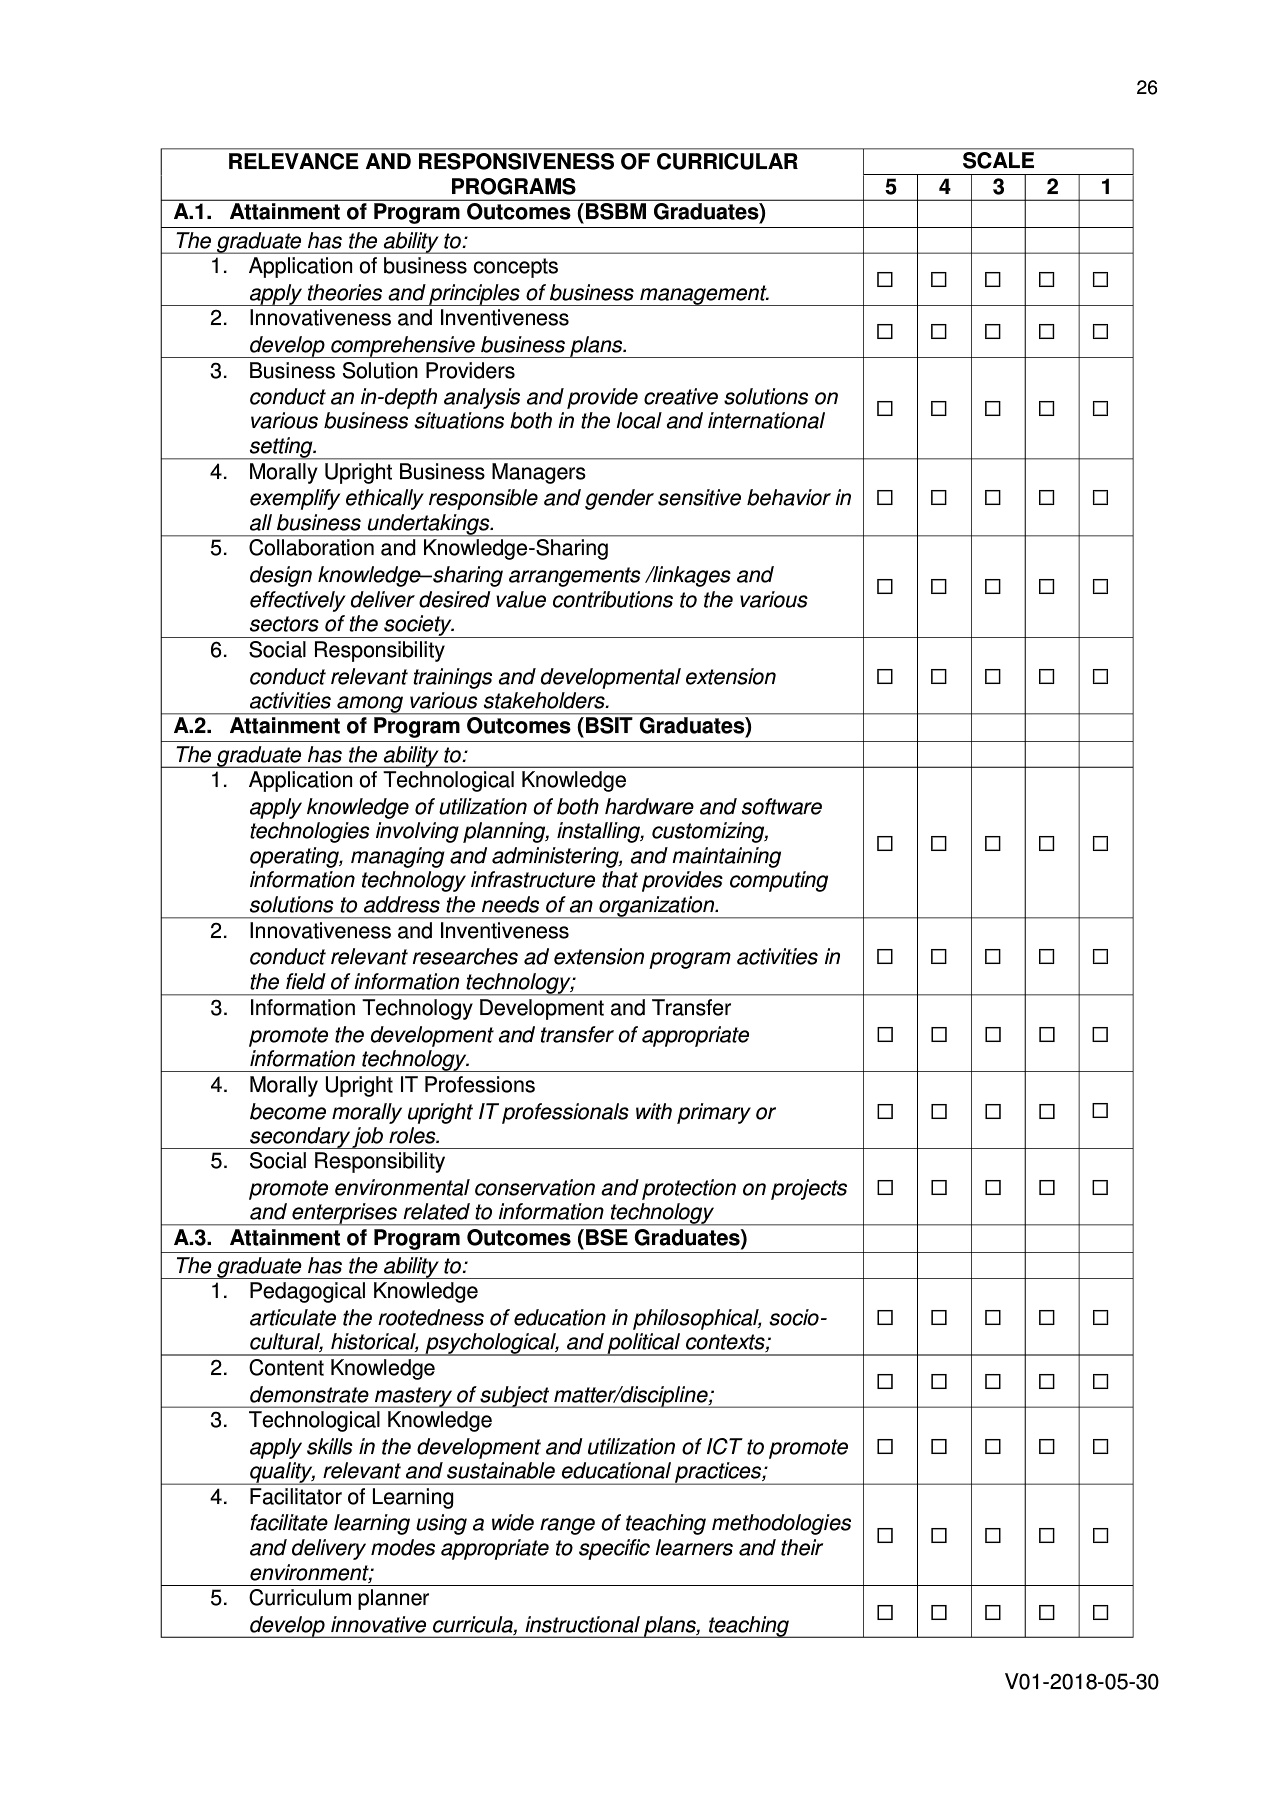 26
RELEVANCE AND RESPONSIVENESS OF CURRICULAR
PROGRAMS
SCALE
5 4 3 2 1
A.1. Attainment of Program Outcomes (BSBM Graduates)
The graduate has the ability to:
1. Application of business concepts
apply theories and principles of business management.
☐ ☐ ☐ ☐ ☐
2. Innovativeness and Inventiveness
develop comprehensive business plans.
☐ ☐ ☐ ☐ ☐
3. Business Solution Providers
conduct an in-depth analysis and provide creative solutions on
various business situations both in the local and international
setting.
☐ ☐ ☐ ☐ ☐
4. Morally Upright Business Managers
exemplify ethically responsible and gender sensitive behavior in
all business undertakings.
☐ ☐ ☐ ☐ ☐
5. Collaboration and Knowledge-Sharing
design knowledge–sharing arrangements /linkages and
effectively deliver desired value contributions to the various
sectors of the society.
☐ ☐ ☐ ☐ ☐
6. Social Responsibility
conduct relevant trainings and developmental extension
activities among various stakeholders.
☐ ☐ ☐ ☐ ☐
A.2. Attainment of Program Outcomes (BSIT Graduates)
The graduate has the ability to:
1. Application of Technological Knowledge
apply knowledge of utilization of both hardware and software
technologies involving planning, installing, customizing,
operating, managing and administering, and maintaining
information technology infrastructure that provides computing
solutions to address the needs of an organization.
☐ ☐ ☐ ☐ ☐
2. Innovativeness and Inventiveness
conduct relevant researches ad extension program activities in
the field of information technology;
☐ ☐ ☐ ☐ ☐
3. Information Technology Development and Transfer
promote the development and transfer of appropriate
information technology.
☐ ☐ ☐ ☐ ☐
4. Morally Upright IT Professions
become morally upright IT professionals with primary or
secondary job roles.
☐ ☐ ☐ ☐ ☐
5. Social Responsibility
promote environmental conservation and protection on projects
and enterprises related to information technology
☐ ☐ ☐ ☐ ☐
A.3. Attainment of Program Outcomes (BSE Graduates)
The graduate has the ability to:
1. Pedagogical Knowledge
articulate the rootedness of education in philosophical, socio-
cultural, historical, psychological, and political contexts;
☐ ☐ ☐ ☐ ☐
2. Content Knowledge
demonstrate mastery of subject matter/discipline;
☐ ☐ ☐ ☐ ☐
3. Technological Knowledge
apply skills in the development and utilization of ICT to promote
quality, relevant and sustainable educational practices;
☐ ☐ ☐ ☐ ☐
4. Facilitator of Learning
facilitate learning using a wide range of teaching methodologies
and delivery modes appropriate to specific learners and their
environment;
☐ ☐ ☐ ☐ ☐
5. Curriculum planner
develop innovative curricula, instructional plans, teaching
☐ ☐ ☐ ☐ ☐
V01-2018-05-30